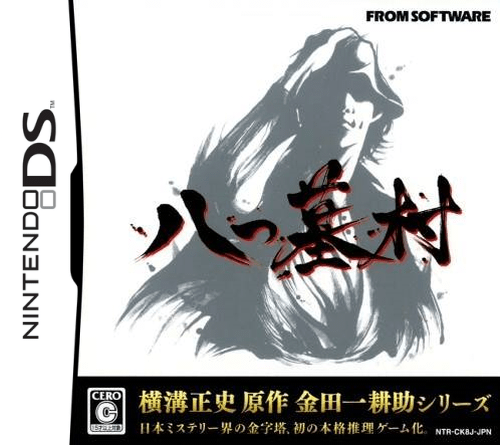 FROM SOFTWARE
NINTENDO DS™
八つ墓村
CERO
C
横溝正史 原作 金田一耕助シリーズ
日本ミステリー界の金字塔、初の本格推理ゲーム化。
NTR-CK8J-JPN